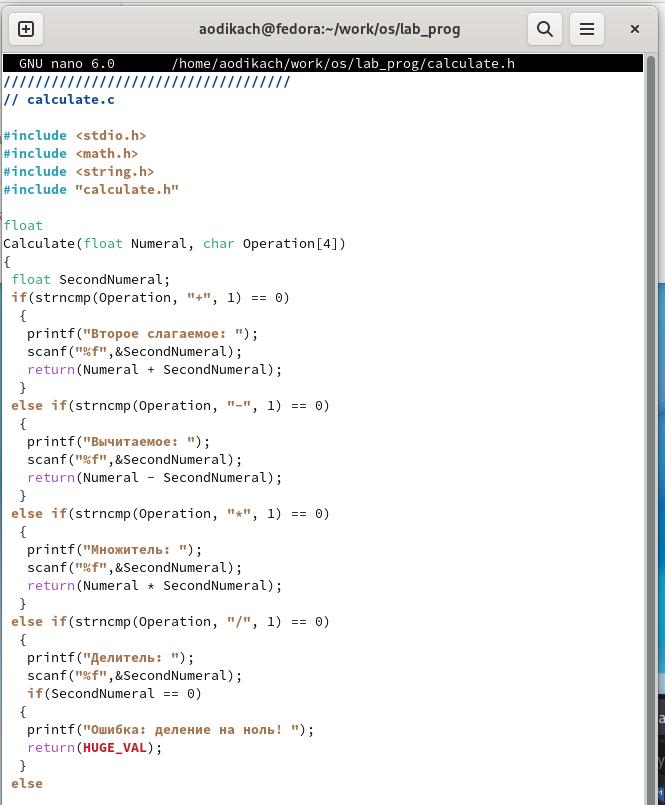 aodikach@fedora:~/work/os/lab_prog
GNU nano 6.0 /home/aodikach/work/os/lab_prog/calculate.h
////////////////////////////////////
// calculate.c
#include <stdio.h>
#include <math.h>
#include <string.h>
#include "calculate.h"
float
Calculate(float Numeral, char Operation[4])
{
float SecondNumeral;
if(strncmp(Operation, "+", 1) == 0)
{
printf("Второе слагаемое: ");
scanf("%f",&SecondNumeral);
return(Numeral + SecondNumeral);
}
else if(strncmp(Operation, "-", 1) == 0)
{
printf("Вычитаемое: ");
scanf("%f",&SecondNumeral);
return(Numeral - SecondNumeral);
}
else if(strncmp(Operation, "*", 1) == 0)
{
printf("Множитель: ");
scanf("%f",&SecondNumeral);
return(Numeral * SecondNumeral);
}
else if(strncmp(Operation, "/", 1) == 0)
{
printf("Делитель: ");
scanf("%f",&SecondNumeral);
if(SecondNumeral == 0)
{
printf("Ошибка: деление на ноль! ");
return(HUGE_VAL);
}
else